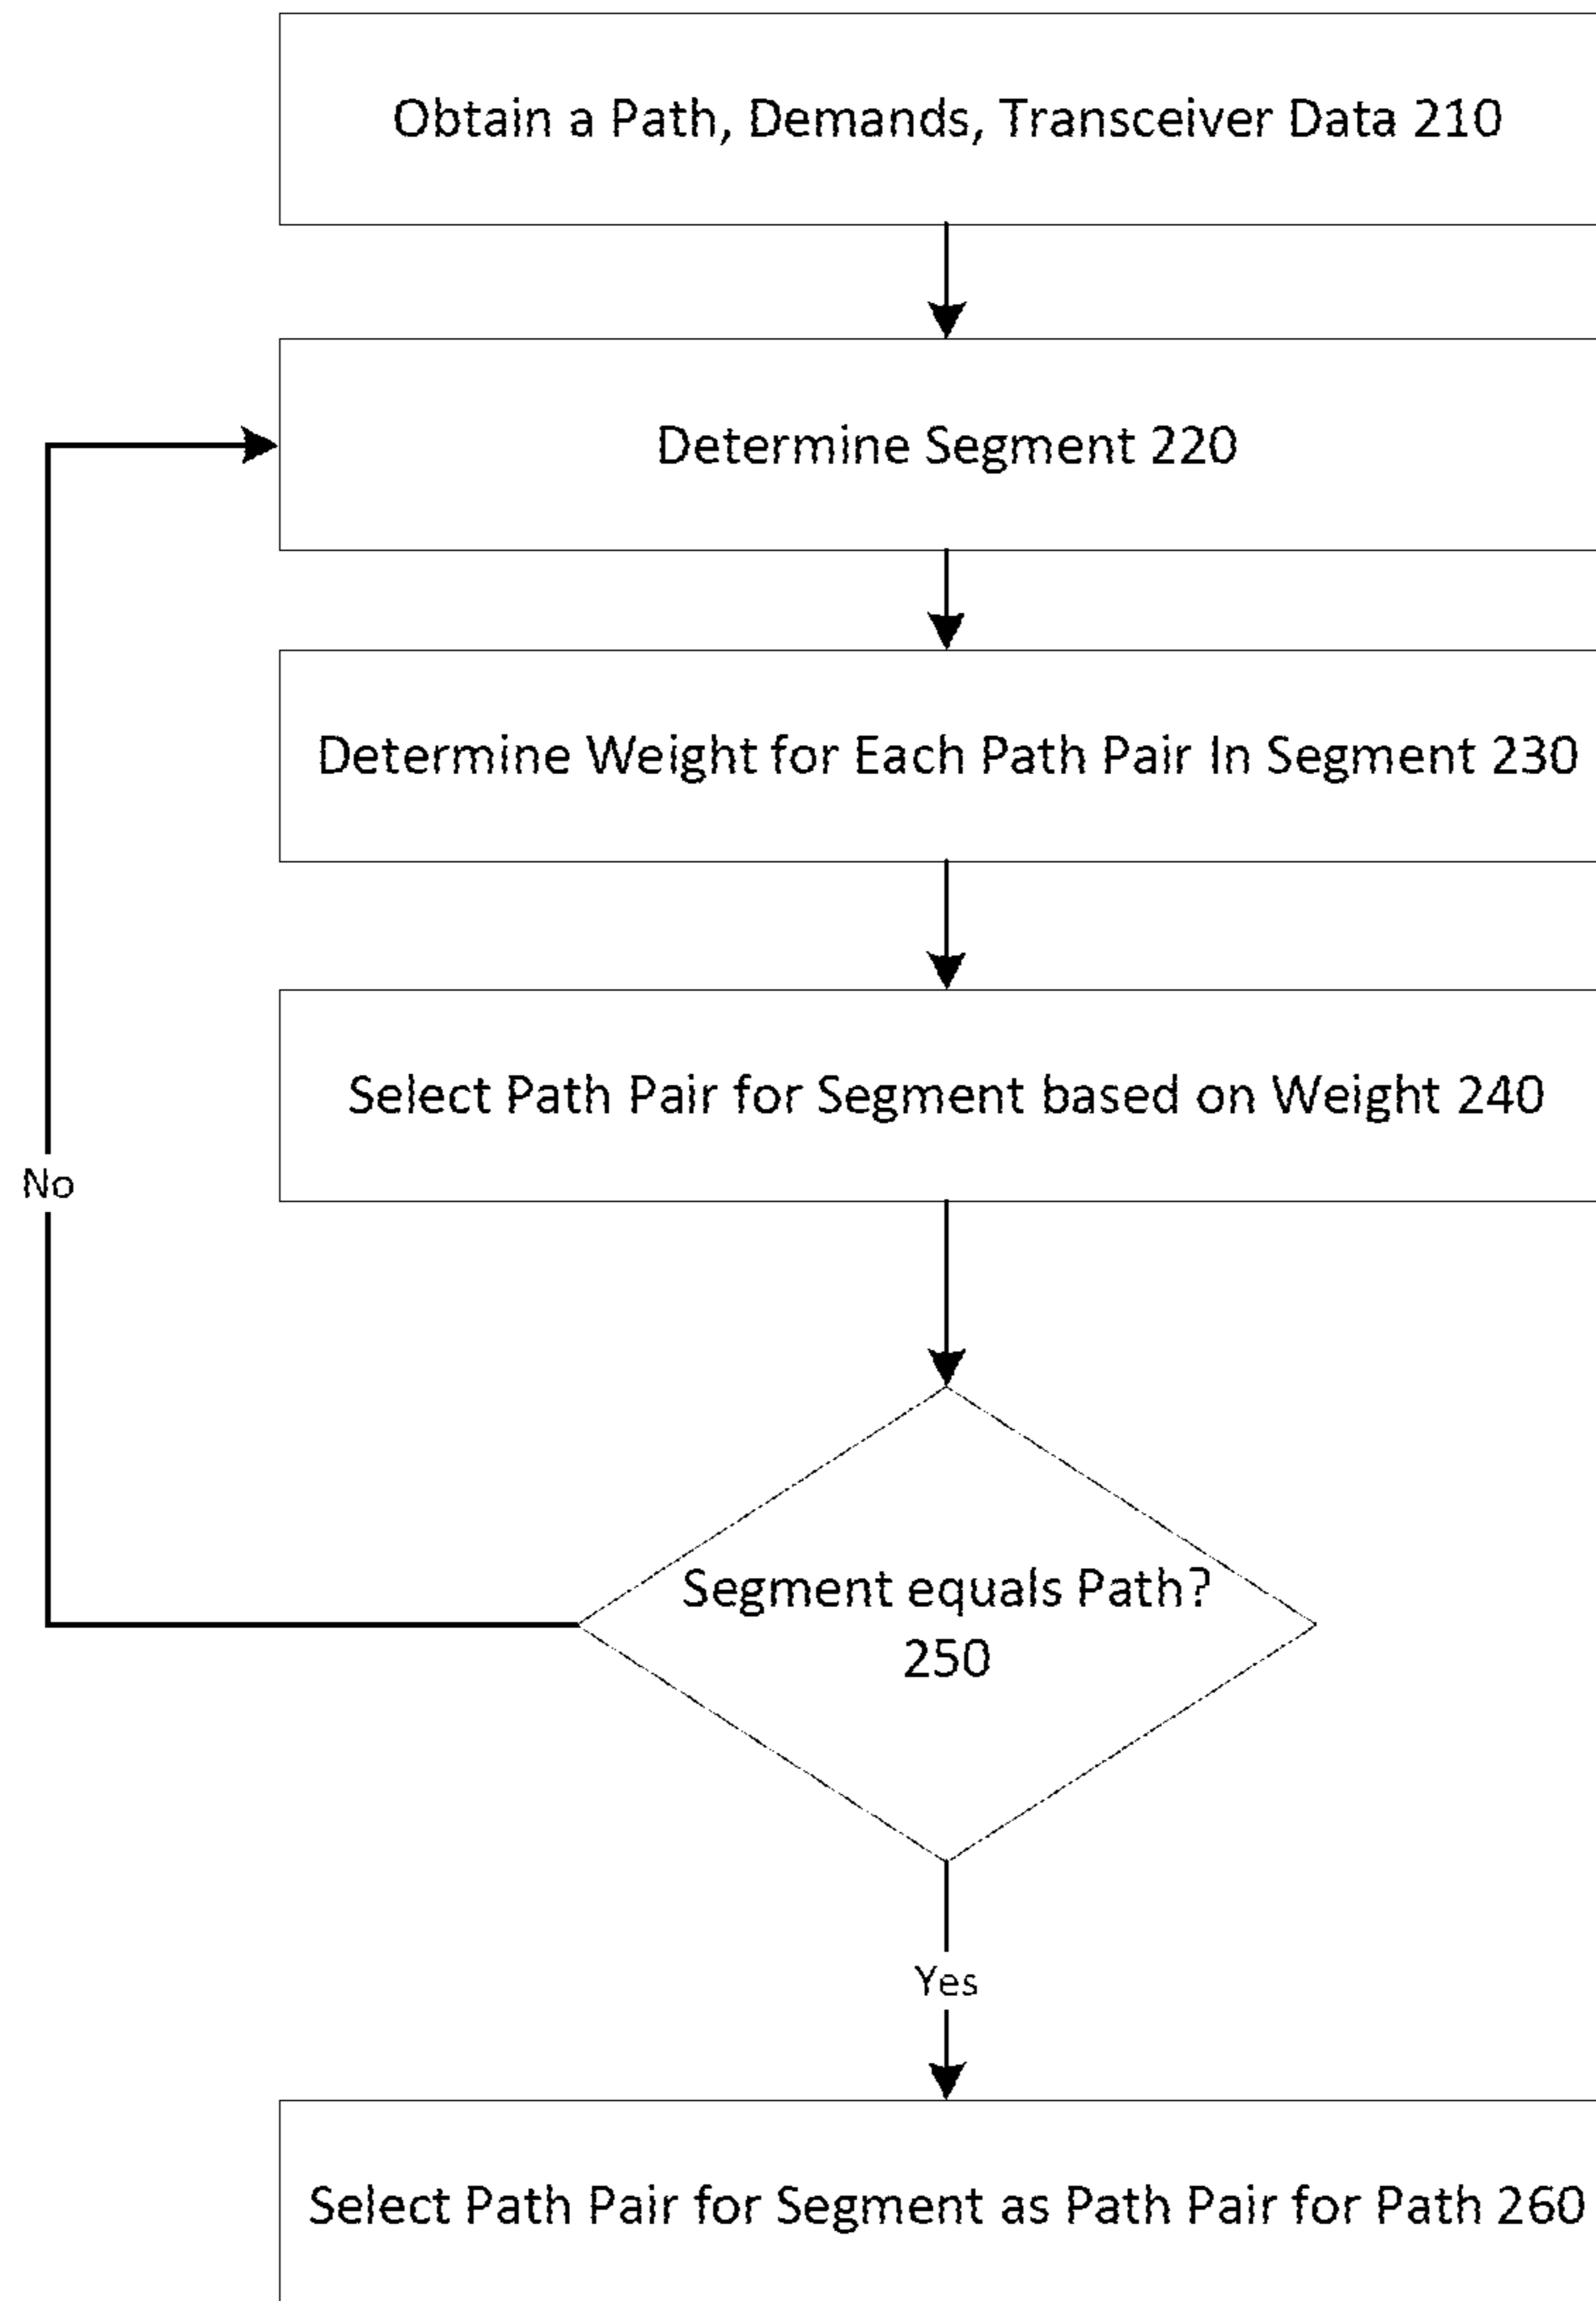 Obtain a Path, Demands, Transceiver Data 210
Determine Segment 220
Determine Weight for Each Path Pair In Segment 230
Select Path Pair for Segment based on Weight 240
No
Segment equals Path?
250
Yes
Select Path Pair for Segment as Path Pair for Path 260